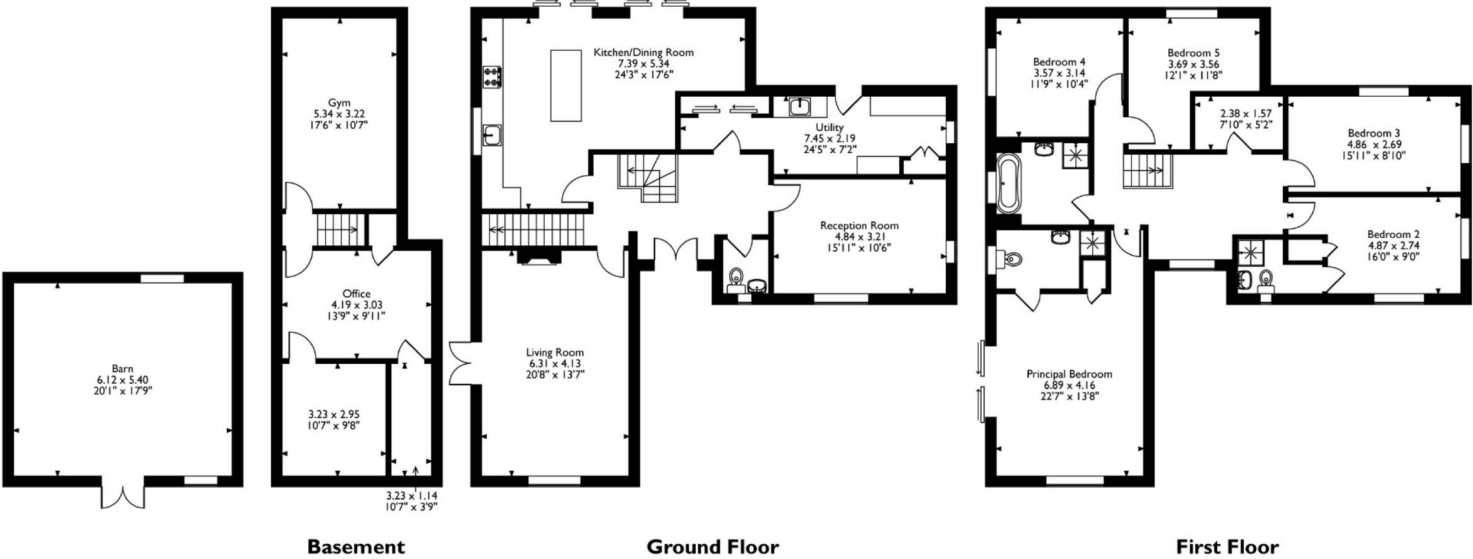 Barn
6.12 x 5.40
20'1" x 17'9"
Gym
5.34 x 3.22
17'6" x 10'7"
Office
4.19 x 3.03
13'9" x 9'11"
3.23 x 2.95
10'7" x 9'8"
3.23 x 1.14
10'7" x 3'9"
Basement
Kitchen/Dining Room
7.39 x 5.34
24'3" x 17'6"
Utility
7.45 x 2.19
24'5" x 7'2"
Reception Room
4.84 x 3.21
15'11" x 10'6"
Living Room
6.31 x 4.13
20'8" x 13'7"
Ground Floor
Bedroom 4
3.57 x 3.14
11'9" x 10'4"
Bedroom 5
3.69 x 3.56
12'1" x 11'8"
2.38 x 1.57
7'10" x 5'2"
Bedroom 3
4.86 x 2.69
15'11" x 8'10"
Bedroom 2
4.87 x 2.74
16'0" x 9'0"
Principal Bedroom
6.89 x 4.16
22'7" x 13'8"
First Floor